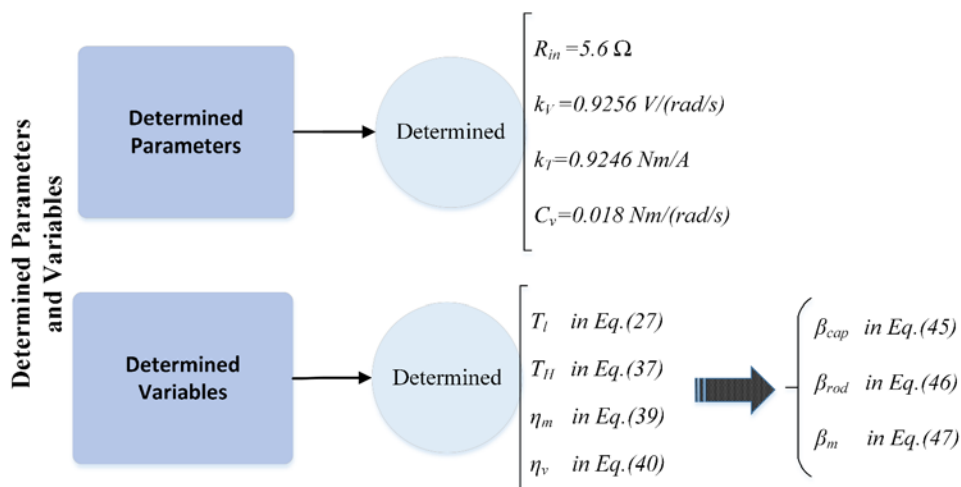 Determined Parameters
and Variables
Determined
Parameters
Determined
R_in =5.6 Ω
k_V =0.9256 V/(rad/s)
k_T=0.9246 Nm/A
C_v=0.018 Nm/(rad/s)
Determined
Variables
Determined
T_l in Eq.(27)
T_H in Eq.(37)
η_m in Eq.(39)
η_v in Eq.(40)
β_cap in Eq.(45)
β_rod in Eq.(46)
β_m in Eq.(47)